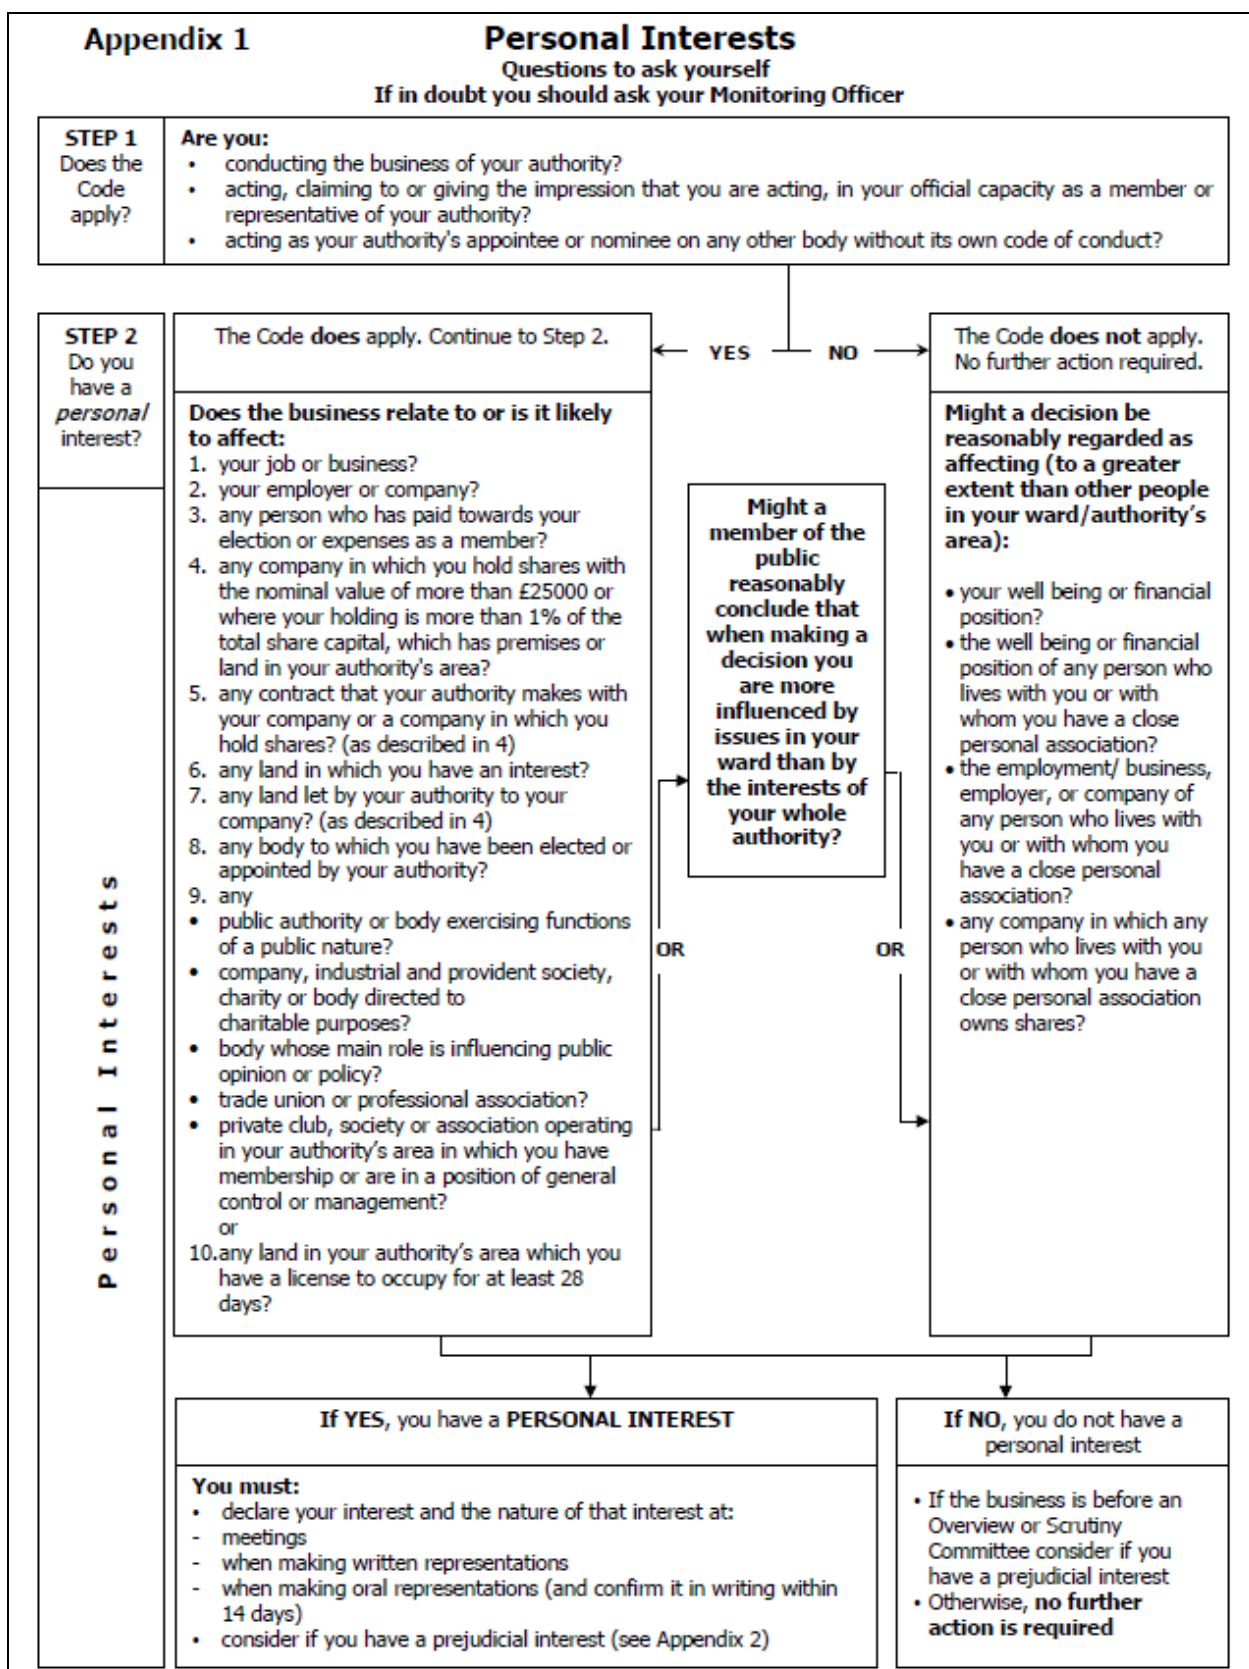 Appendix 1
Personal Interests
Questions to ask yourself
If in doubt you should ask your Monitoring Officer
STEP 1
Does the
Code
apply?
Are you:
• conducting the business of your authority?
• acting, claiming to or giving the impression that you are acting, in your official capacity as a member or
representative of your authority?
• acting as your authority's appointee or nominee on any other body without its own code of conduct?
STEP 2
Do you
have a
personal
interest?
Personal Interests
The Code does apply. Continue to Step 2.
YES
NO
The Code does not apply.
No further action required.
Does the business relate to or is it likely
to affect:
1. your job or business?
2. your employer or company?
3. any person who has paid towards your
election or expenses as a member?
4. any company in which you hold shares with
the nominal value of more than £25000 or
where your holding is more than 1% of the
total share capital, which has premises or
land in your authority's area?
5. any contract that your authority makes with
your company or a company in which you
hold shares? (as described in 4)
6. any land in which you have an interest?
7. any land let by your authority to your
company? (as described in 4)
8. any body to which you have been elected or
appointed by your authority?
9. any
• public authority or body exercising functions
of a public nature?
• company, industrial and provident society,
charity or body directed to
charitable purposes?
• body whose main role is influencing public
opinion or policy?
• trade union or professional association?
• private club, society or association operating
in your authority's area in which you have
membership or are in a position of general
control or management?
or
10.any land in your authority's area which you
have a license to occupy for at least 28
days?
OR
Might a
member of the
public
reasonably
conclude that
when making a
decision you
are more
influenced by
issues in your
ward than by
the interests of
your whole
authority?
OR
Might a decision be
reasonably regarded as
affecting (to a greater
extent than other people
in your ward/authority's
area):
• your well being or financial
position?
• the well being or financial
position of any person who
lives with you or with
whom you have a close
personal association?
• the employment/ business,
employer, or company of
any person who lives with
you or with whom you
have a close personal
association?
• any company in which any
person who lives with you
or with whom you have a
close personal association
owns shares?
If YES, you have a PERSONAL INTEREST
You must:
• declare your interest and the nature of that interest at:
- meetings
- when making written representations
- when making oral representations (and confirm it in writing within
14 days)
• consider if you have a prejudicial interest (see Appendix 2)
If NO, you do not have a
personal interest
• If the business is before an
Overview or Scrutiny
Committee consider if you
have a prejudicial interest
• Otherwise, no further
action is required